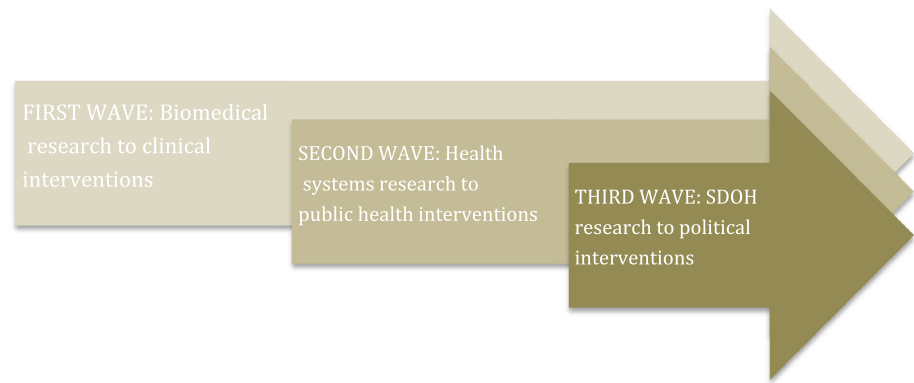 FIRST WAVE: Biomedical
research to clinical
interventions
SECOND WAVE: Health
systems research to
public health interventions
THIRD WAVE: SDOH
research to political
interventions